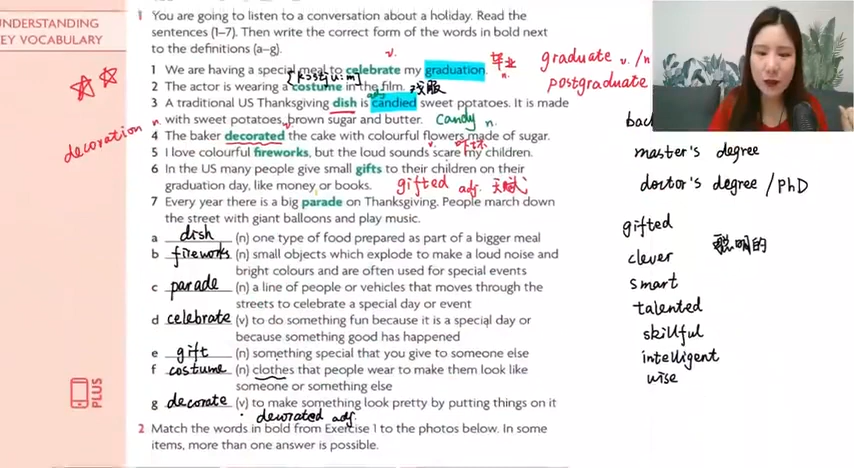 UNDERSTANDING
KEY VOCABULARY
1 You are going to listen to a conversation about a holiday. Read the
sentences (1–7). Then write the correct form of the words in bold next
to the definitions (a–g).
v.
1 We are having a special meal to celebrate my graduation.
毕业
n.
graduate v. / n
postgraduate
2 The actor is wearing a costume in the film.
戏服
adj
3 A traditional US Thanksgiving dish is candied sweet potatoes. It is made
with sweet potatoes, brown sugar and butter.
candy n.
decoration n.
v.
4 The baker decorated the cake with colourful flowers made of sugar.
v.
5 I love colourful fireworks, but the loud sounds scare my children.
6 In the US many people give small gifts to their children on their
graduation day, like money or books.
gifted adj. 天赋
7 Every year there is a big parade on Thanksgiving. People march down
the street with giant balloons and play music.
a dish (n) one type of food prepared as part of a bigger meal
b fireworks (n) small objects which explode to make a loud noise and
bright colours and are often used for special events
c parade (n) a line of people or vehicles that moves through the
streets to celebrate a special day or event
d celebrate (v) to do something fun because it is a special day or
because something good has happened
e gift (n) something special that you give to someone else
f costume (n) clothes that people wear to make them look like
someone or something else
g decorate (v) to make something look pretty by putting things on it
decorated adj.
2 Match the words in bold from Exercise 1 to the photos below. In some
items, more than one answer is possible.
PLUS
master's degree
doctor's degree / PhD
gifted
clever
聪明的
smart
talented
skillful
intelligent
wise